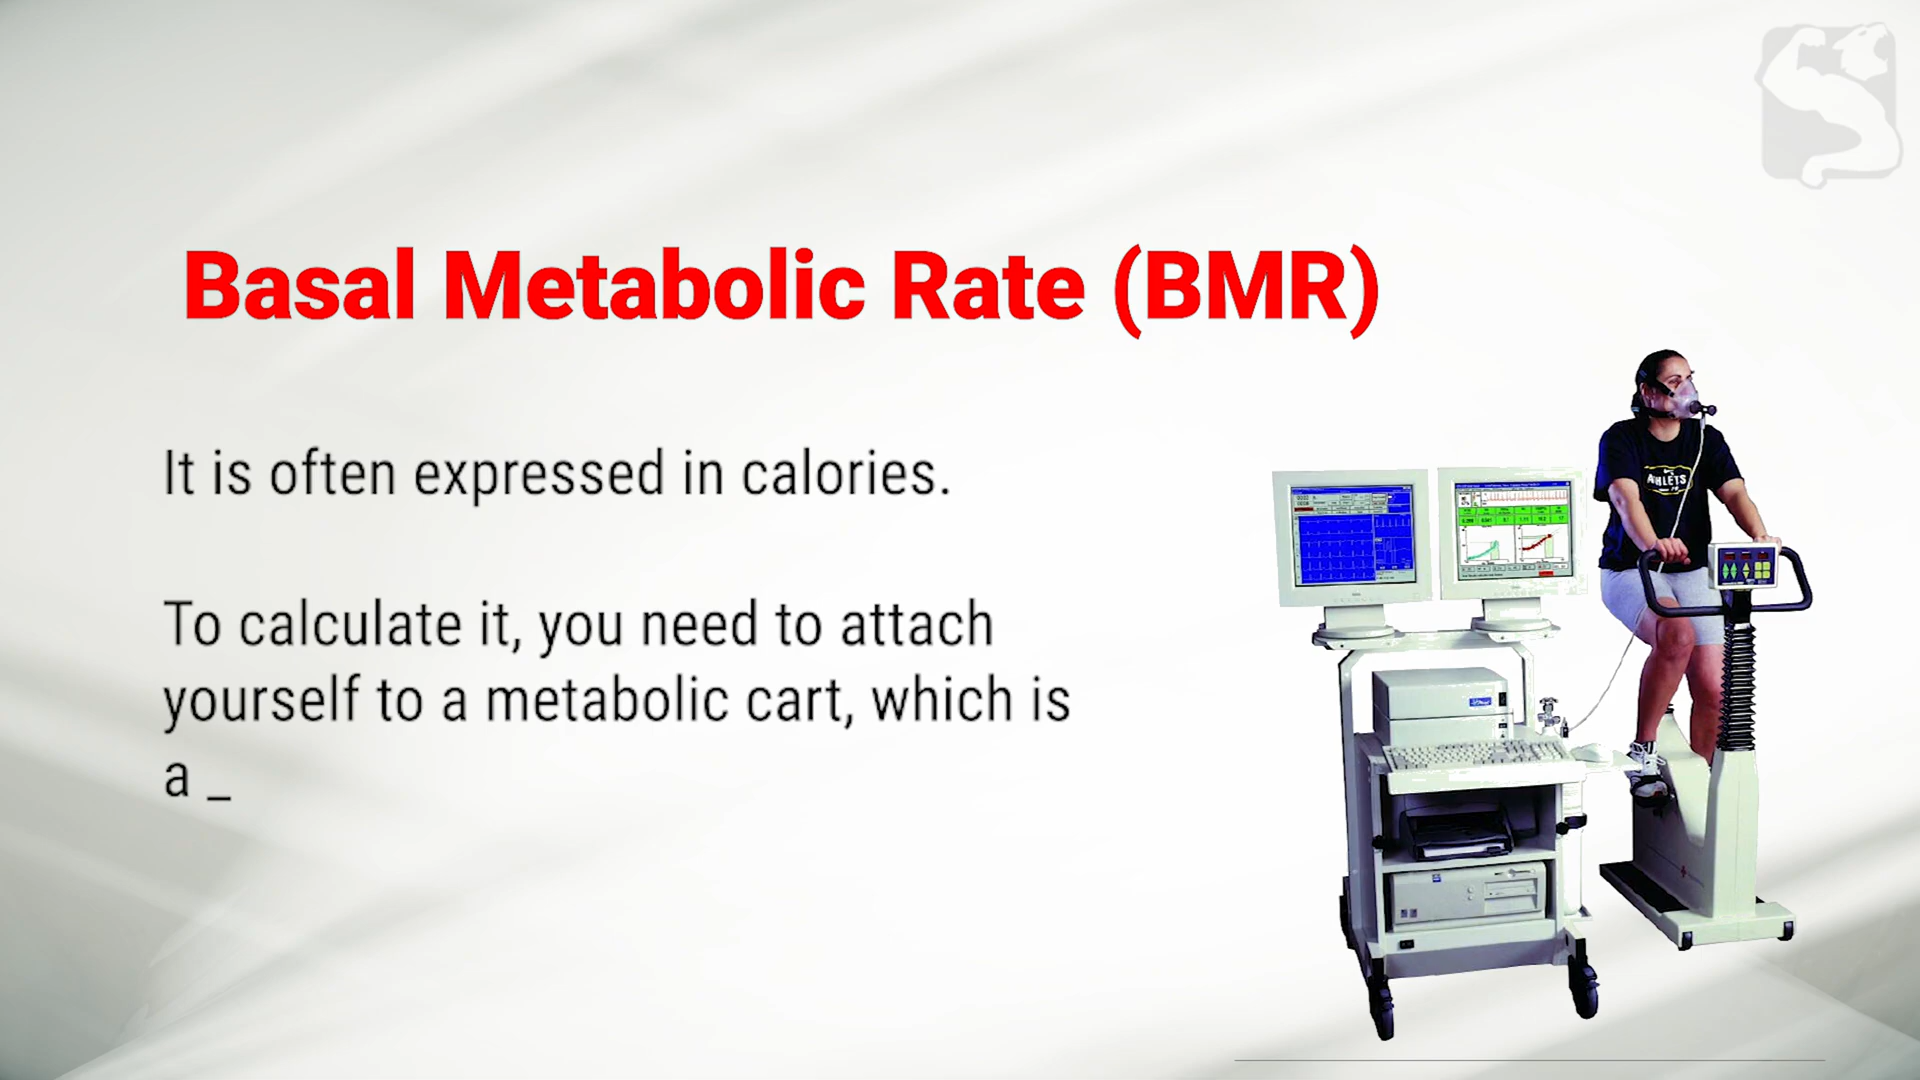 Basal Metabolic Rate (BMR)
It is often expressed in calories.
To calculate it, you need to attach
yourself to a metabolic cart, which is
a _